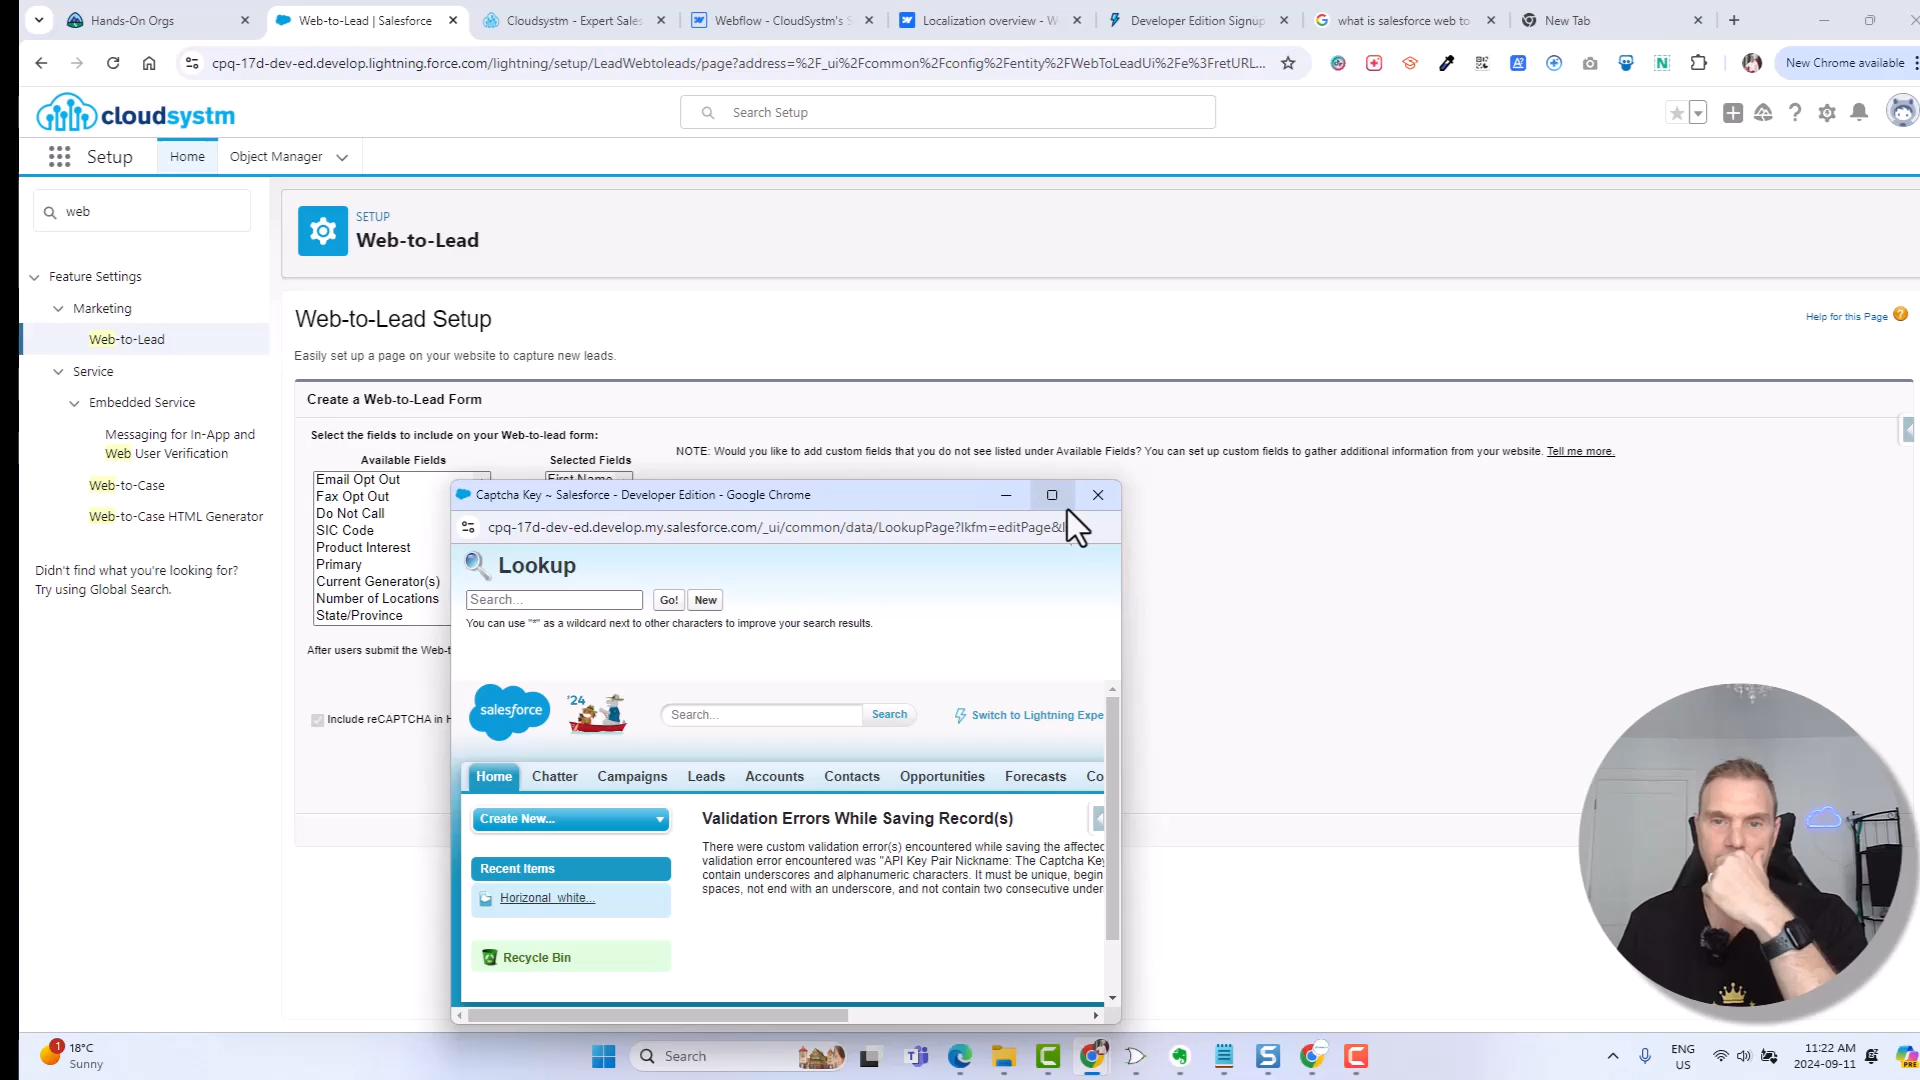 Hands-On Orgs
Web-to-Lead | Salesforce
Cloudsystm - Expert Sales
Webflow - CloudSystm's S
Localization overview - W
Developer Edition Signup
what is salesforce web to
New Tab
cpq-17d-dev-ed.develop.lightning.force.com/lightning/setup/LeadWebtoleads/page?address=%2F_ui%2Fcommon%2Fconfig%2Fentity%2FWebToLeadUi%2Fe%3FretURL...
New Chrome available
cloudsystm
Search Setup
Setup
Home
Object Manager
web
SETUP
Web-to-Lead
Feature Settings
Marketing
Web-to-Lead
Service
Embedded Service
Messaging for In-App and
Web User Verification
Web-to-Case
Web-to-Case HTML Generator
Didn't find what you're looking for?
Try using Global Search.
Web-to-Lead Setup
Help for this Page
Easily set up a page on your website to capture new leads.
Create a Web-to-Lead Form
Select the fields to include on your Web-to-lead form:
NOTE: Would you like to add custom fields that you do not see listed under Available Fields? You can set up custom fields to gather additional information from your website. Tell me more.
Available Fields
Selected Fields
Email Opt Out
Fax Opt Out
Do Not Call
SIC Code
Product Interest
Primary
Current Generator(s)
Number of Locations
State/Province
First Name
After users submit the Web-t
Include reCAPTCHA in H
Captcha Key ~ Salesforce - Developer Edition - Google Chrome
cpq-17d-dev-ed.develop.my.salesforce.com/_ui/common/data/LookupPage?lkfm=editPage&l
Lookup
Search...
Go!
New
You can use "*" as a wildcard next to other characters to improve your search results.
salesforce
'24
Search...
Search
Switch to Lightning Expe
Home
Chatter
Campaigns
Leads
Accounts
Contacts
Opportunities
Forecasts
Co
Create New...
Recent Items
Horizonal_white...
Recycle Bin
Validation Errors While Saving Record(s)
There were custom validation error(s) encountered while saving the affected
validation error encountered was "API Key Pair Nickname: The Captcha Key
contain underscores and alphanumeric characters. It must be unique, begin
spaces, not end with an underscore, and not contain two consecutive under
1
18°C
Sunny
Search
ENG
US
11:22 AM
2024-09-11
PRE